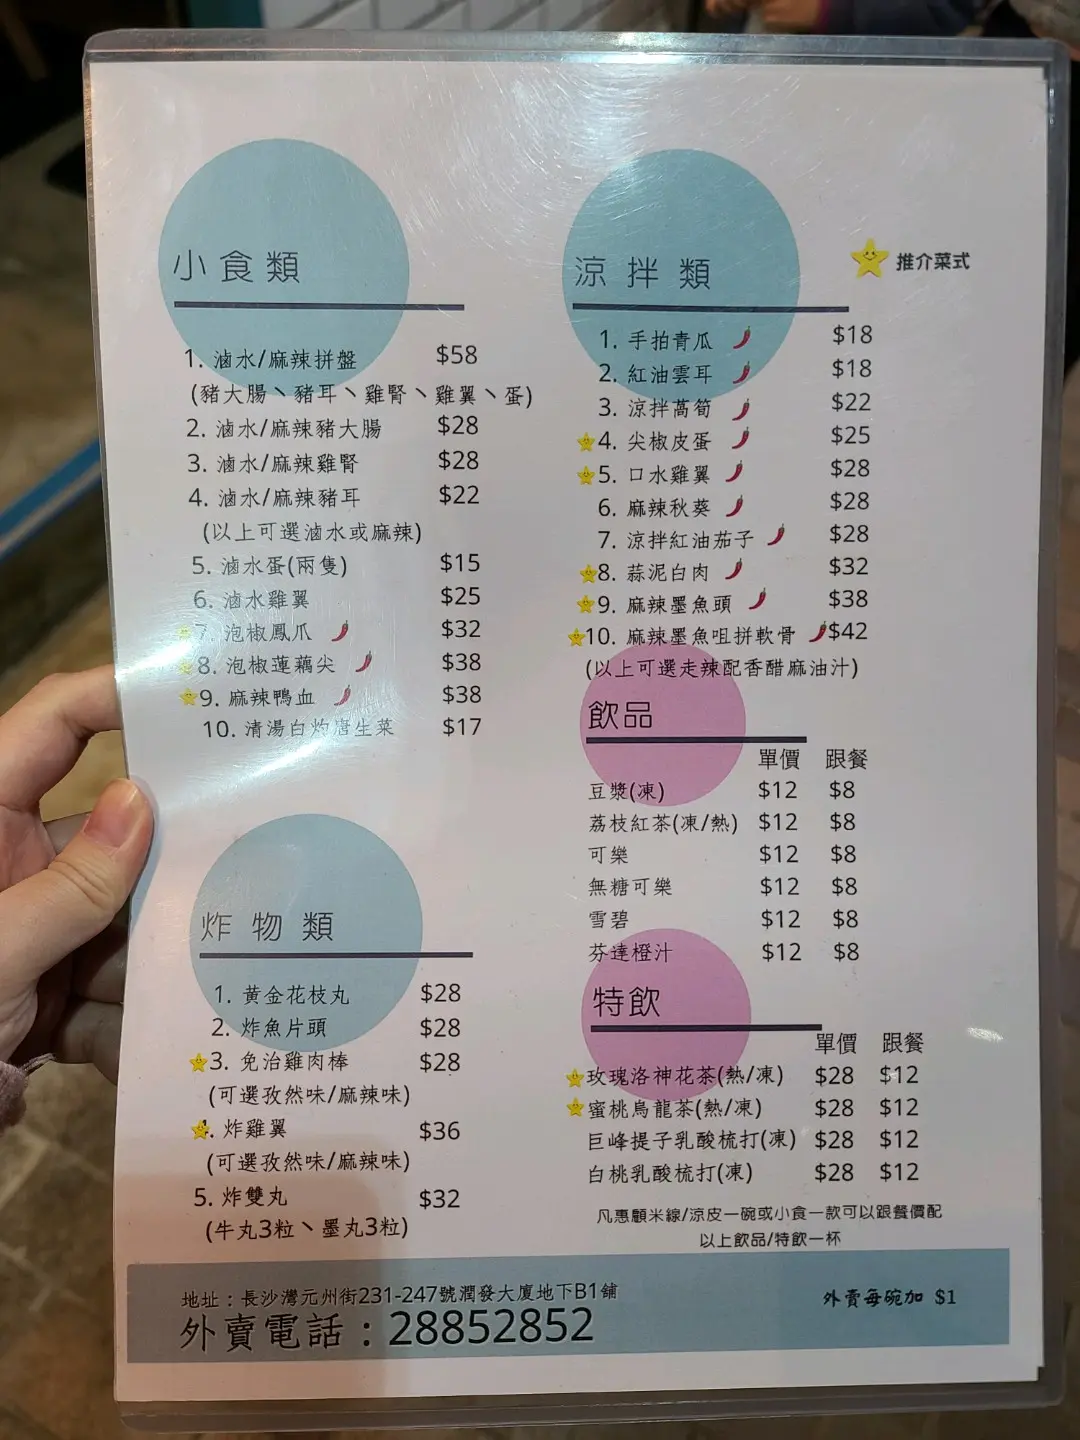 小食類
1. 滷水/麻辣拼盤 $58
(豬大腸、豬耳、雞腎、雞翼、蛋)
2. 滷水/麻辣豬大腸 $28
3. 滷水/麻辣雞腎 $28
4. 滷水/麻辣豬耳 $22
(以上可選滷水或麻辣)
5. 滷水蛋(兩隻) $15
6. 滷水雞翼 $25
7. 泡椒鳳爪 $32
8. 泡椒蓮藕尖 $38
9. 麻辣鴨血 $38
10. 清湯白灼唐生菜 $17
炸物類
1. 黃金花枝丸 $28
2. 炸魚片頭 $28
3. 免治雞肉棒 $28
(可選孜然味/麻辣味)
4. 炸雞翼 $36
(可選孜然味/麻辣味)
5. 炸雙丸 $32
(牛丸3粒、墨丸3粒)
涼拌類
推介菜式
1. 手拍青瓜 $18
2. 紅油雲耳 $18
3. 涼拌萵筍 $22
4. 尖椒皮蛋 $25
5. 口水雞翼 $28
6. 麻辣秋葵 $28
7. 涼拌紅油茄子 $28
8. 蒜泥白肉 $32
9. 麻辣墨魚頭 $38
10. 麻辣墨魚咀拼軟骨 $42
(以上可選走辣配香醋麻油汁)
飲品
單價 跟餐
豆漿(凍) $12 $8
荔枝紅茶(凍/熱) $12 $8
可樂 $12 $8
無糖可樂 $12 $8
雪碧 $12 $8
芬達橙汁 $12 $8
特飲
單價 跟餐
玫瑰洛神花茶(熱/凍) $28 $12
蜜桃烏龍茶(熱/凍) $28 $12
巨峰提子乳酸梳打(凍) $28 $12
白桃乳酸梳打(凍) $28 $12
凡惠顧米線/涼皮一碗或小食一款可以跟餐價配
以上飲品/特飲一杯
地址：長沙灣元州街231-247號潤發大廈地下B1舖
外賣電話：28852852
外賣每碗加 $1